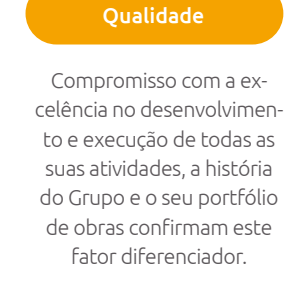 Qualidade
Compromisso com a ex-
celência no desenvolvimen-
to e execução de todas as
suas atividades, a história
do Grupo e o seu portfólio
de obras confirmam este
fator diferenciador.